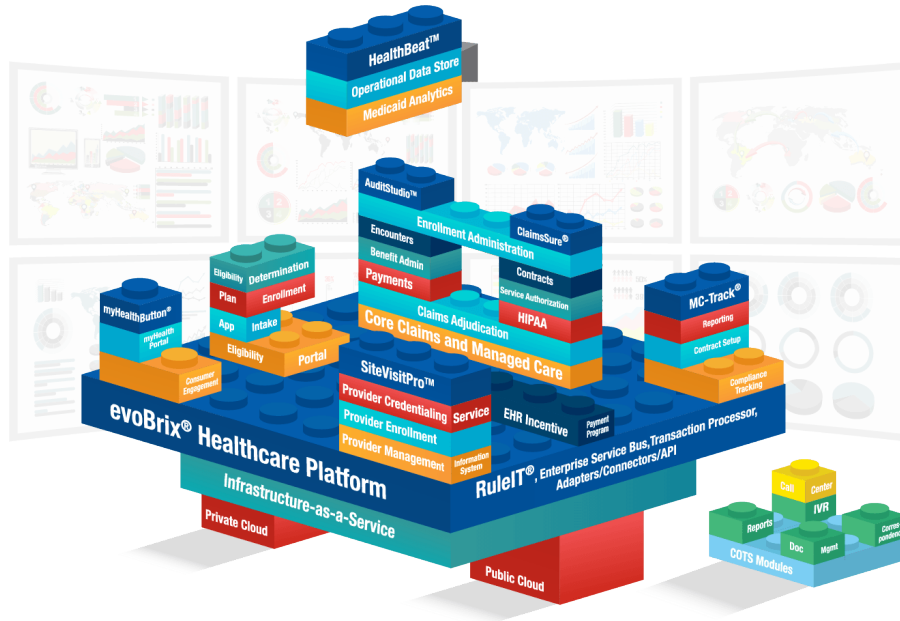 HealthBeat™
Operational Data Store
Medicaid Analytics
AuditStudio™
Enrollment Administration
ClaimsSure®
Encounters
Benefit Admin
Payments
Contracts
Service Authorization
HIPAA
Claims Adjudication
Core Claims and Managed Care
Eligibility Determination
Plan Enrollment
App Intake
Eligibility Portal
myHealthButton®
myHealth
Portal
Consumer
Engagement
MC-Track®
Reporting
Contract Setup
Compliance
Tracking
SiteVisitPro™
Provider Credentialing Service
Provider Enrollment
Provider Management Information
System
EHR Incentive Payment
Program
evoBrix® Healthcare Platform
RuleIT®, Enterprise Service Bus,Transaction Processor,
Adapters/Connectors/API
Infrastructure-as-a-Service
Private Cloud
Public Cloud
Call Center
IVR
Reports
Corres-
pondence
Doc Mgmt
COTS Modules